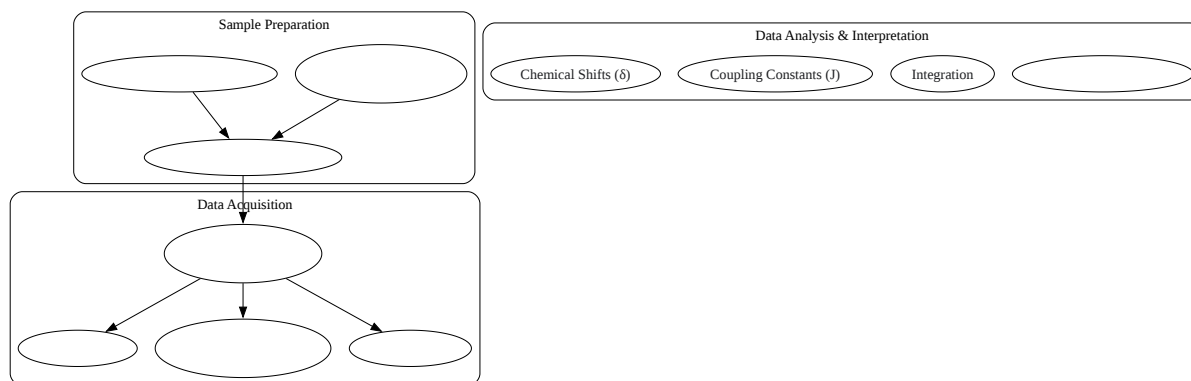 Sample Preparation
Data Analysis & Interpretation
Chemical Shifts (δ)
Coupling Constants (J)
Integration
Data Acquisition